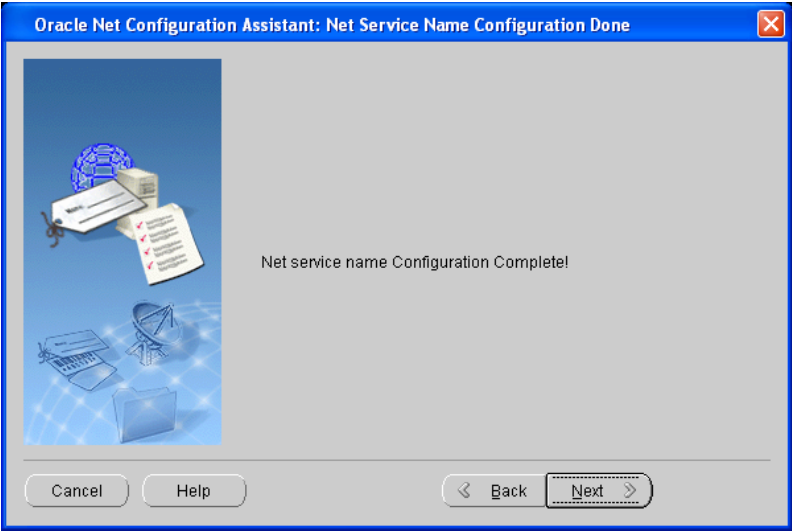 Oracle Net Configuration Assistant: Net Service Name Configuration Done
Net service name Configuration Complete!
Cancel
Help
Back
Next